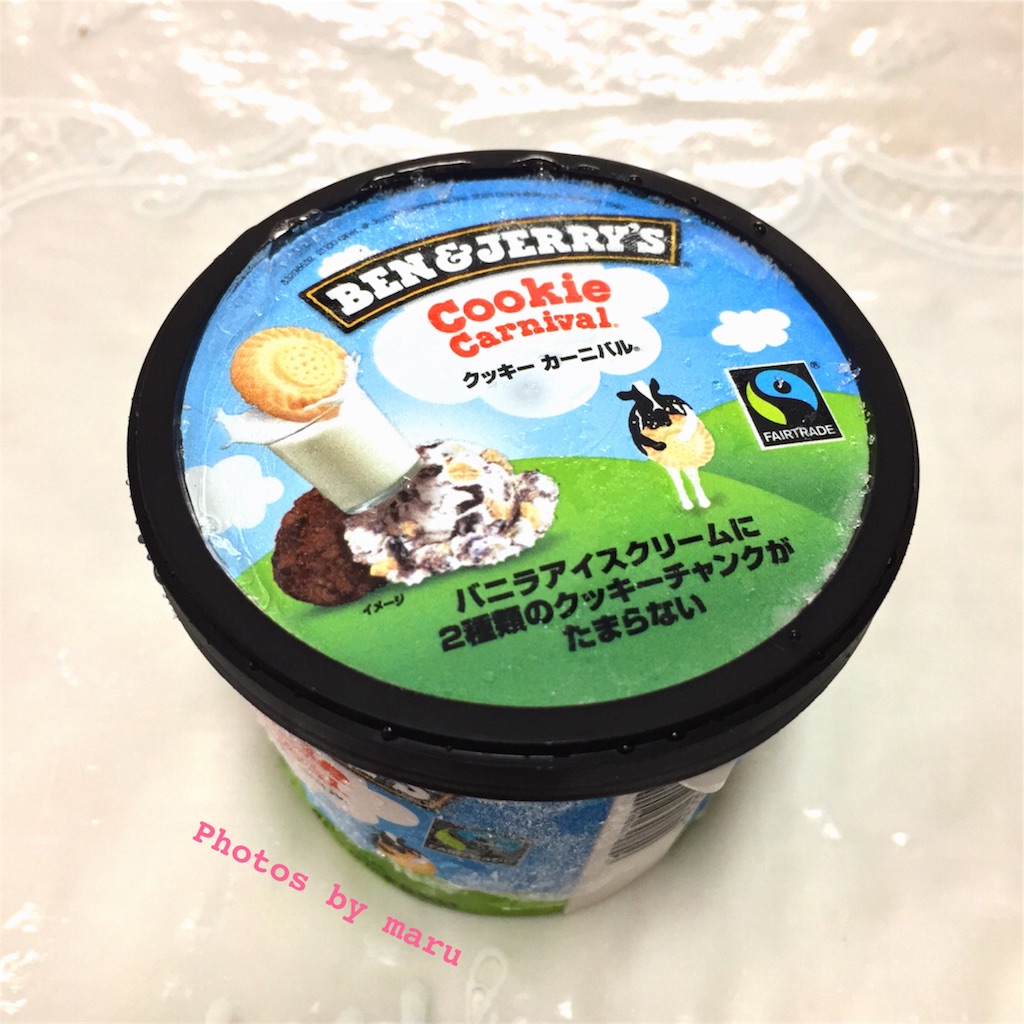 BEN & JERRY'S
Cookie
Carnival®
クッキー カーニバル®
FAIRTRADE
®
イメージ
バニラアイスクリームに
2種類のクッキーチャンクが
たまらない
Photos by maru